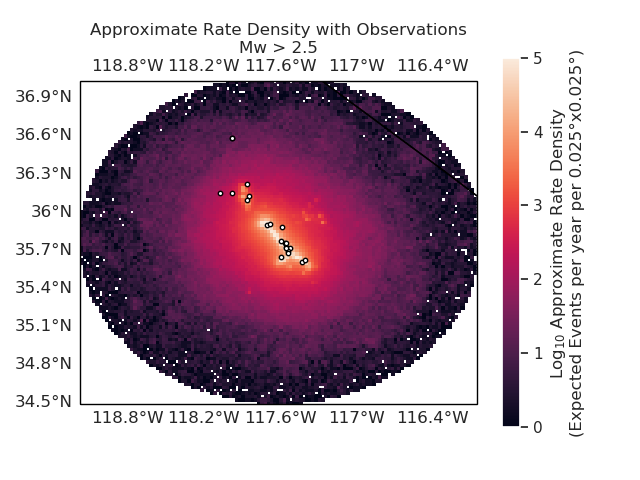 Approximate Rate Density with Observations
Mw > 2.5
118.8°W 118.2°W 117.6°W 117°W 116.4°W
36.9°N
36.6°N
36.3°N
36°N
35.7°N
35.4°N
35.1°N
34.8°N
34.5°N
118.8°W 118.2°W 117.6°W 117°W 116.4°W
5
4
3
2
1
0
Log₁₀ Approximate Rate Density
(Expected Events per year per 0.025°x0.025°)